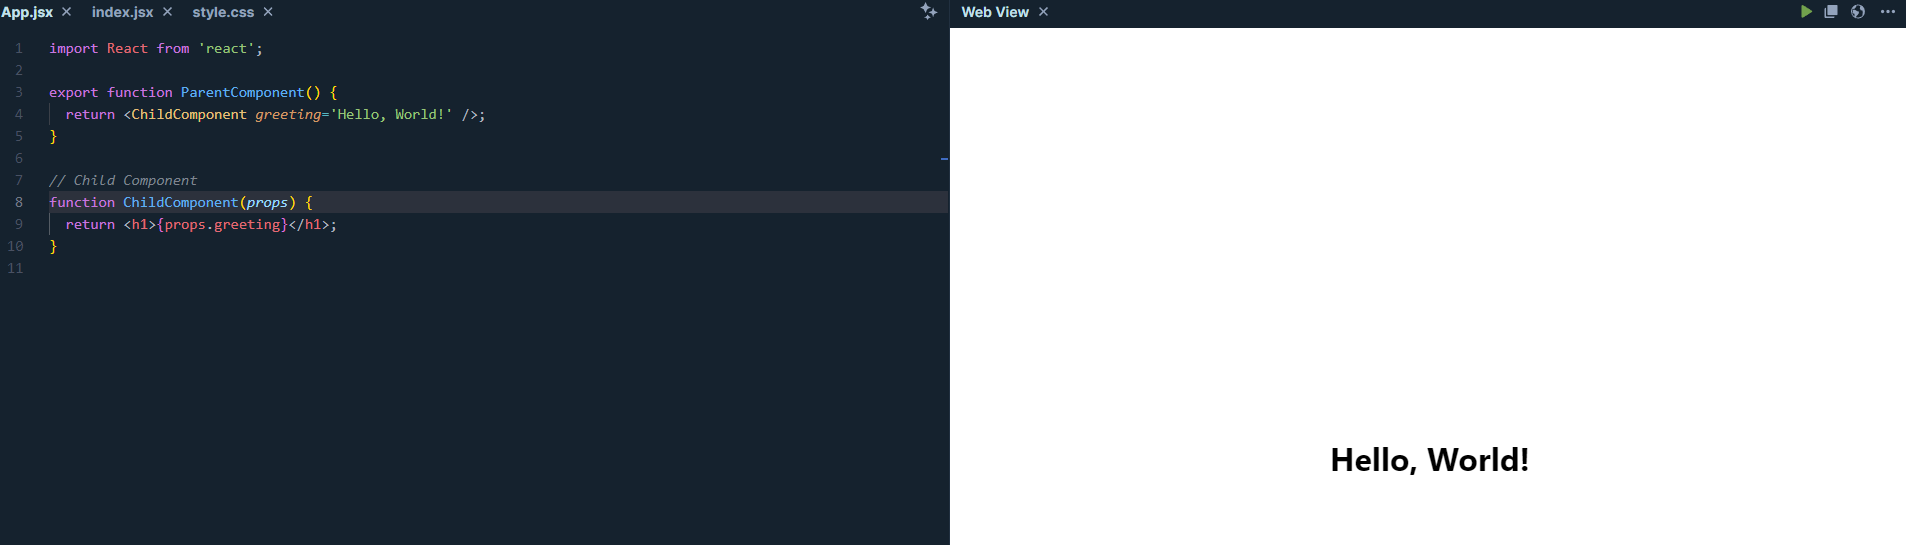 App.jsx × index.jsx × style.css ×
1 import React from 'react';
2
3 export function ParentComponent() {
4 return <ChildComponent greeting='Hello, World!' />;
5 }
6
7 // Child Component
8 function ChildComponent(props) {
9 return <h1>{props.greeting}</h1>;
10 }
11
Web View ×
Hello, World!